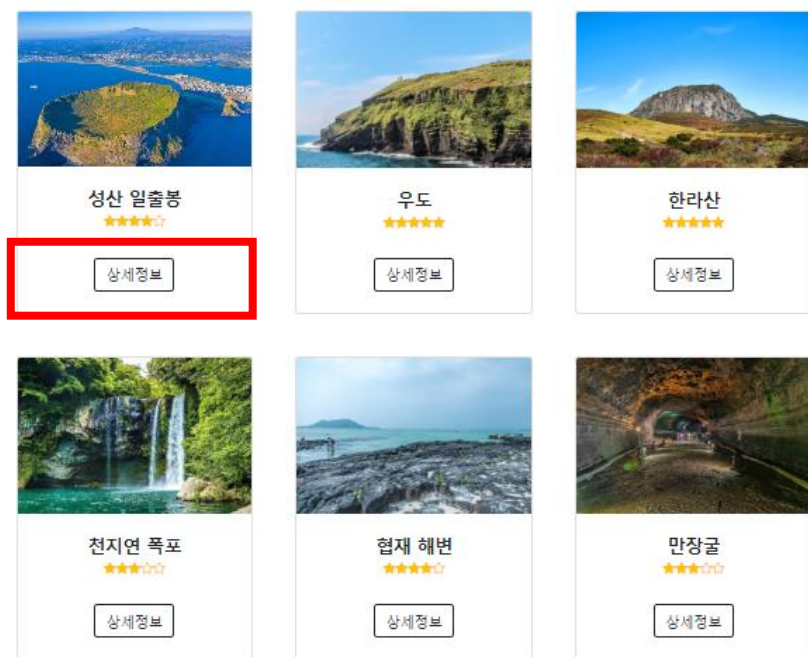 성산 일출봉
★★★★☆
상세정보
우도
★★★★★
상세정보
한라산
★★★★★
상세정보
천지연 폭포
★★★☆☆
상세정보
협재 해변
★★★★☆
상세정보
만장굴
★★★☆☆
상세정보